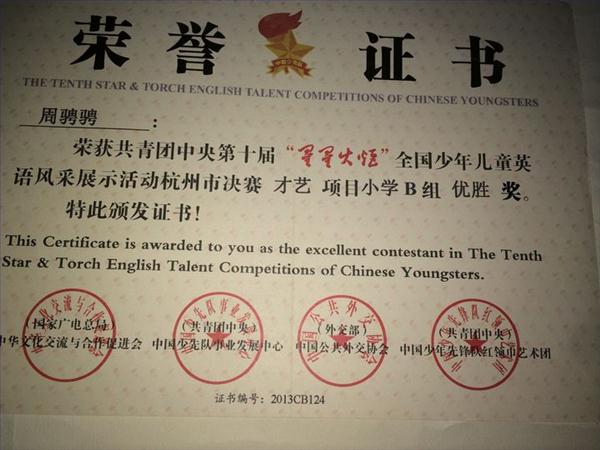 荣誉证书
THE TENTH STAR & TORCH ENGLISH TALENT COMPETITIONS OF CHINESE YOUNGSTERS
周骋骋：
荣获共青团中央第十届“星星火炬”全国少年儿童英
语风采展示活动杭州市决赛 才艺 项目小学B组 优胜 奖。
特此颁发证书！
This Certificate is awarded to you as the excellent contestant in The Tenth
Star & Torch English Talent Competitions of Chinese Youngsters.
（国家广电总局） （共青团中央） （外交部） （共青团中央）
中华文化交流与合作促进会 中国少先队事业发展中心 中国公共外交协会 中国少年先锋队红领巾艺术团
证书编号：2013CB124